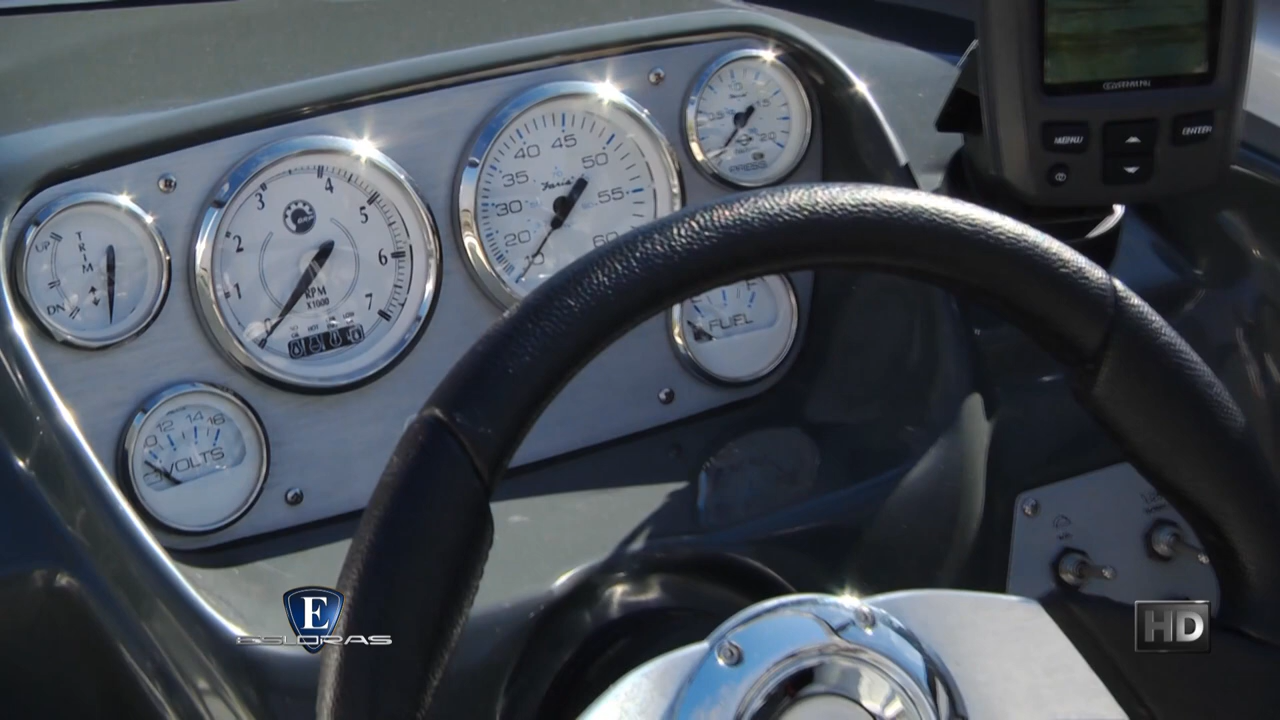 UP
TRIM
DN
1
2
3
4
5
6
7
BRP
RPM
X1000
10
20
30
35
40
45
50
55
60
Faria
PRESS
FUEL
12
14
16
VOLTS
GARMIN
MENU
ENTER
E
ESLORAS
HD